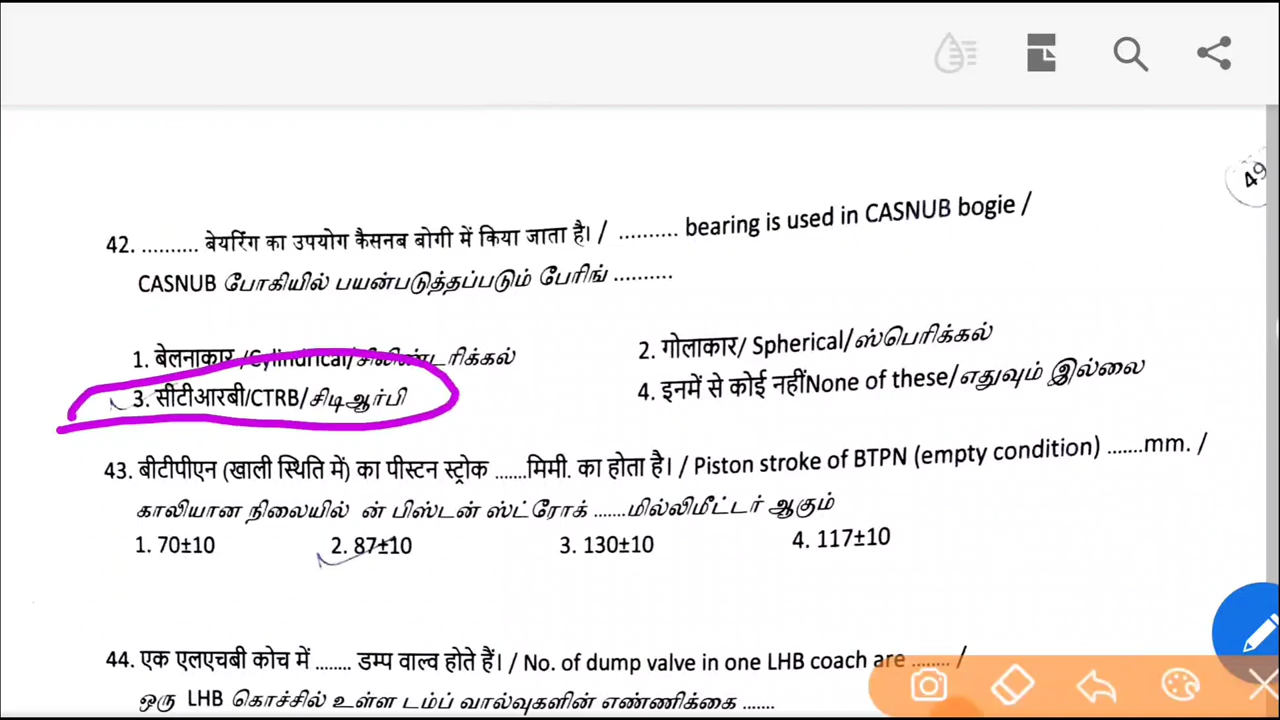 49
42. .......... बेयरिंग का उपयोग कैसनब बोगी में किया जाता है। / .......... bearing is used in CASNUB bogie /
CASNUB போகியில் பயன்படுத்தப்படும் பேரிங் ..........
1. बेलनाकार /Cylindrical/சிலிண்டரிக்கல்
2. गोलाकार/ Spherical/ஸ்பெரிக்கல்
3. सीटीआरबी/CTRB/சிடிஆர்பி
4. इनमें से कोई नहींNone of these/எதுவும் இல்லை
43. बीटीपीएन (खाली स्थिति में) का पीस्टन स्ट्रोक .......मिमी. का होता है। / Piston stroke of BTPN (empty condition) .......mm. /
காலியான நிலையில் ன் பிஸ்டன் ஸ்ட்ரோக் .......மில்லிமீட்டர் ஆகும்
1. 70±10 2. 87±10 3. 130±10 4. 117±10
44. एक एलएचबी कोच में ........ डम्प वाल्व होते हैं। / No. of dump valve in one LHB coach are ........ /
ஒரு LHB கொச்சில் உள்ள டம்ப் வால்வுகளின் எண்ணிக்கை .......